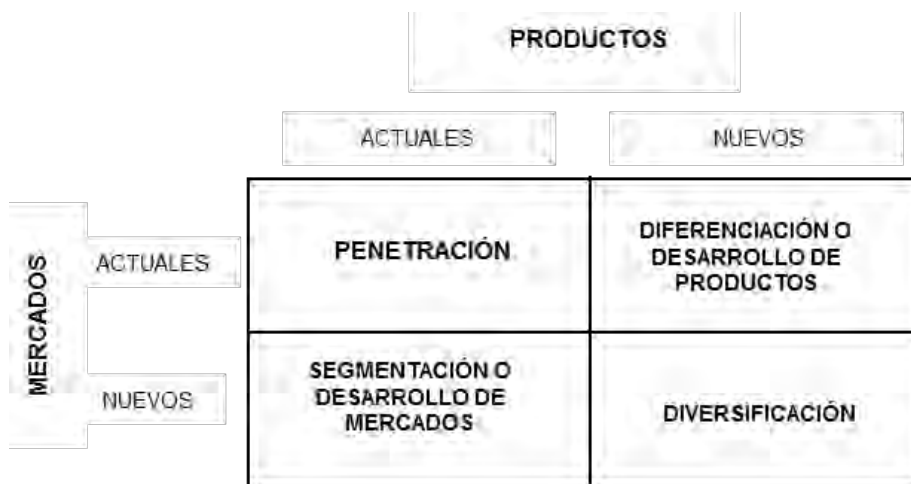 PRODUCTOS
ACTUALES
NUEVOS
MERCADOS
ACTUALES
PENETRACIÓN
DIFERENCIACIÓN O
DESARROLLO DE
PRODUCTOS
NUEVOS
SEGMENTACIÓN O
DESARROLLO DE
MERCADOS
DIVERSIFICACIÓN